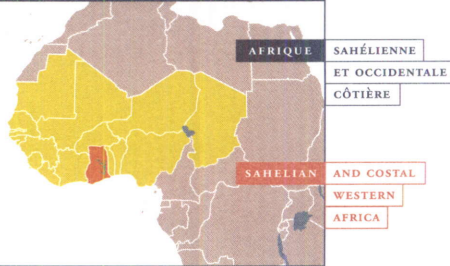 AFRIQUE SAHÉLIENNE
ET OCCIDENTALE
CÔTIÈRE
SAHELIAN AND COSTAL
WESTERN
AFRICA